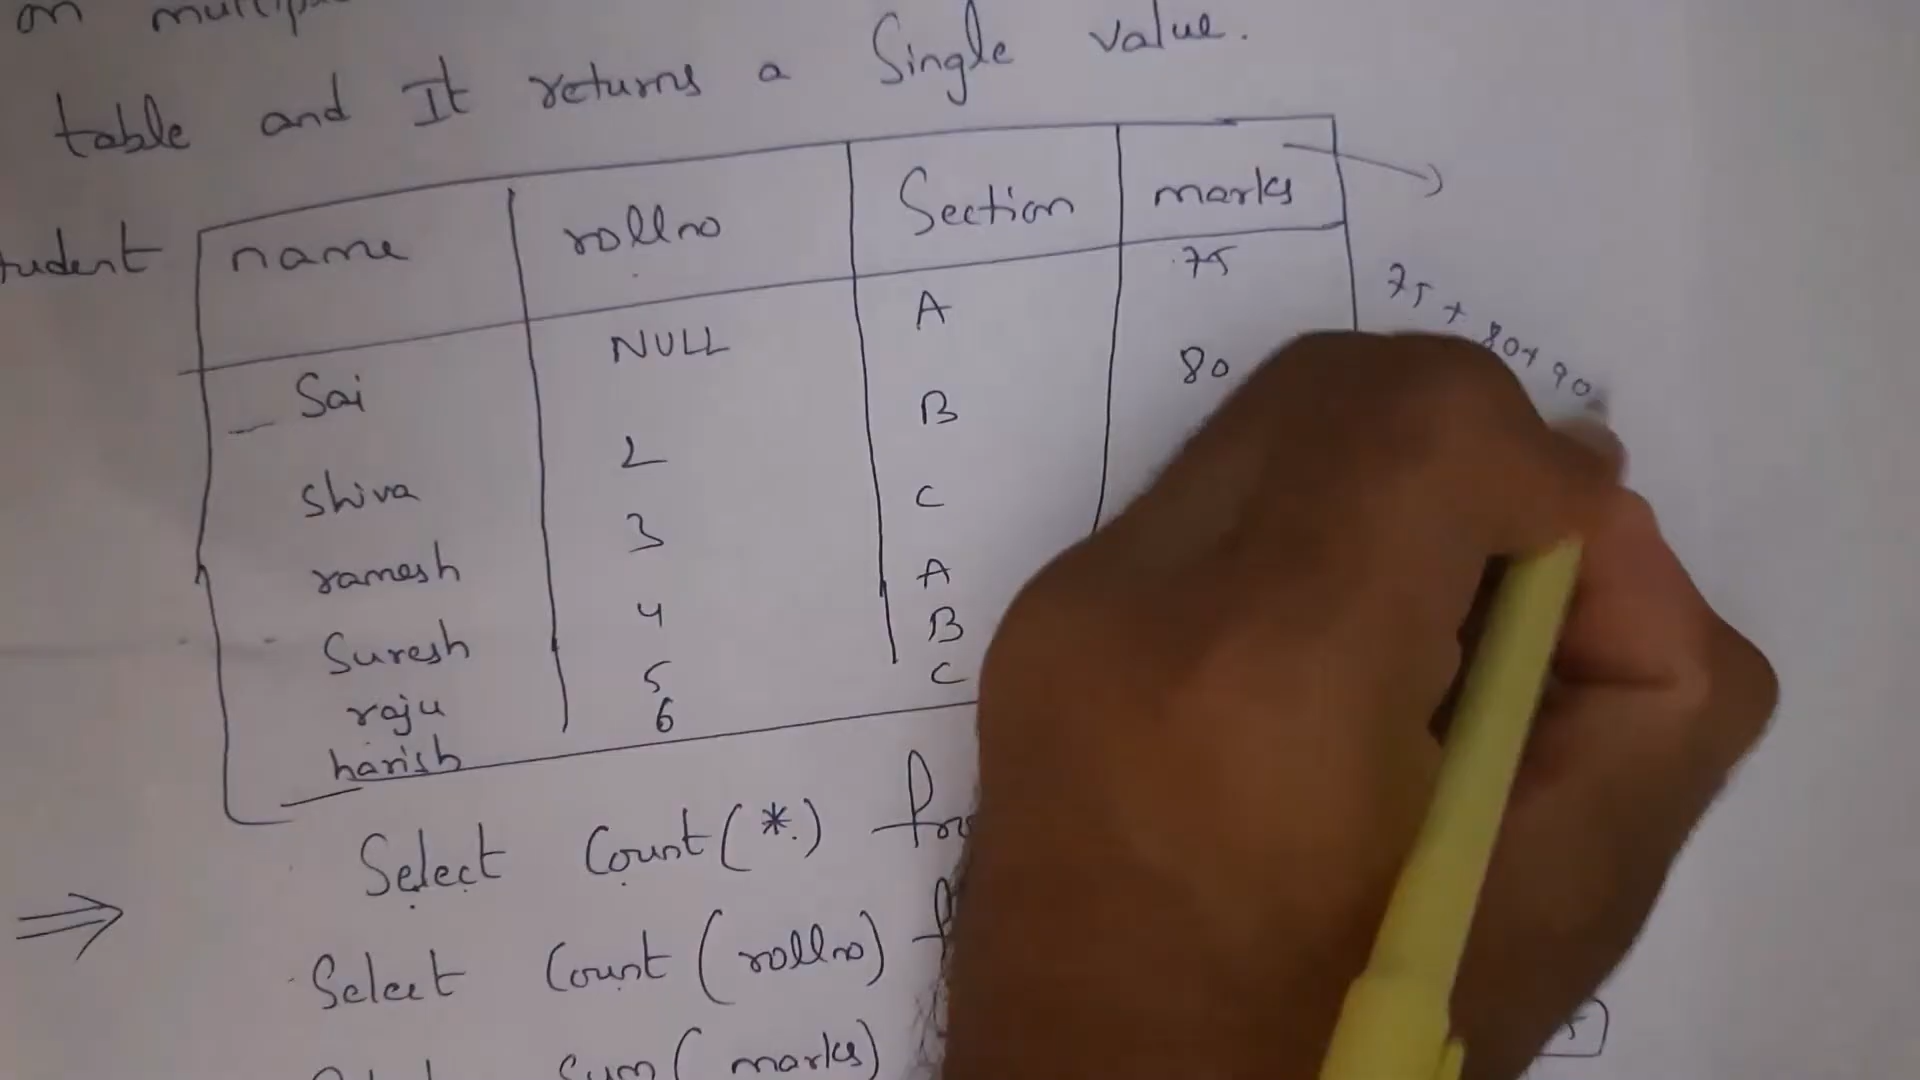 on
table and It returns a Single value.
name rollno Section marks
Sai NULL A 75
Shiva 2 B 80
ramesh 3 C
Suresh 4 A
raju 5 B
harish 6 C
75 + 80 + 90
Select Count(*.)
Select Count (rollno)
Sum( marks)